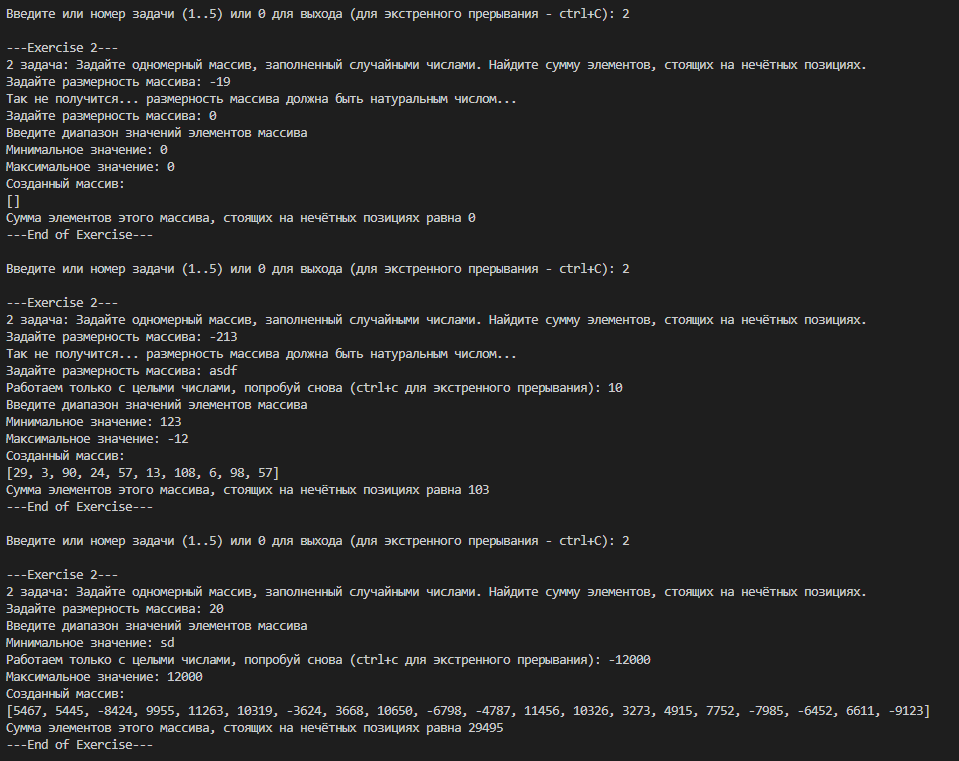 Введите или номер задачи (1..5) или 0 для выхода (для экстренного прерывания - ctrl+C): 2
---Exercise 2---
2 задача: Задайте одномерный массив, заполненный случайными числами. Найдите сумму элементов, стоящих на нечётных позициях.
Задайте размерность массива: -19
Так не получится... размерность массива должна быть натуральным числом...
Задайте размерность массива: 0
Введите диапазон значений элементов массива
Минимальное значение: 0
Максимальное значение: 0
Созданный массив:
[]
Сумма элементов этого массива, стоящих на нечётных позициях равна 0
---End of Exercise---
Введите или номер задачи (1..5) или 0 для выхода (для экстренного прерывания - ctrl+C): 2
---Exercise 2---
2 задача: Задайте одномерный массив, заполненный случайными числами. Найдите сумму элементов, стоящих на нечётных позициях.
Задайте размерность массива: -213
Так не получится... размерность массива должна быть натуральным числом...
Задайте размерность массива: asdf
Работаем только с целыми числами, попробуй снова (ctrl+c для экстренного прерывания): 10
Введите диапазон значений элементов массива
Минимальное значение: 123
Максимальное значение: -12
Созданный массив:
[29, 3, 90, 24, 57, 13, 108, 6, 98, 57]
Сумма элементов этого массива, стоящих на нечётных позициях равна 103
---End of Exercise---
Введите или номер задачи (1..5) или 0 для выхода (для экстренного прерывания - ctrl+C): 2
---Exercise 2---
2 задача: Задайте одномерный массив, заполненный случайными числами. Найдите сумму элементов, стоящих на нечётных позициях.
Задайте размерность массива: 20
Введите диапазон значений элементов массива
Минимальное значение: sd
Работаем только с целыми числами, попробуй снова (ctrl+c для экстренного прерывания): -12000
Максимальное значение: 12000
Созданный массив:
[5467, 5445, -8424, 9955, 11263, 10319, -3624, 3668, 10650, -6798, -4787, 11456, 10326, 3273, 4915, 7752, -7985, -6452, 6611, -9123]
Сумма элементов этого массива, стоящих на нечётных позициях равна 29495
---End of Exercise---